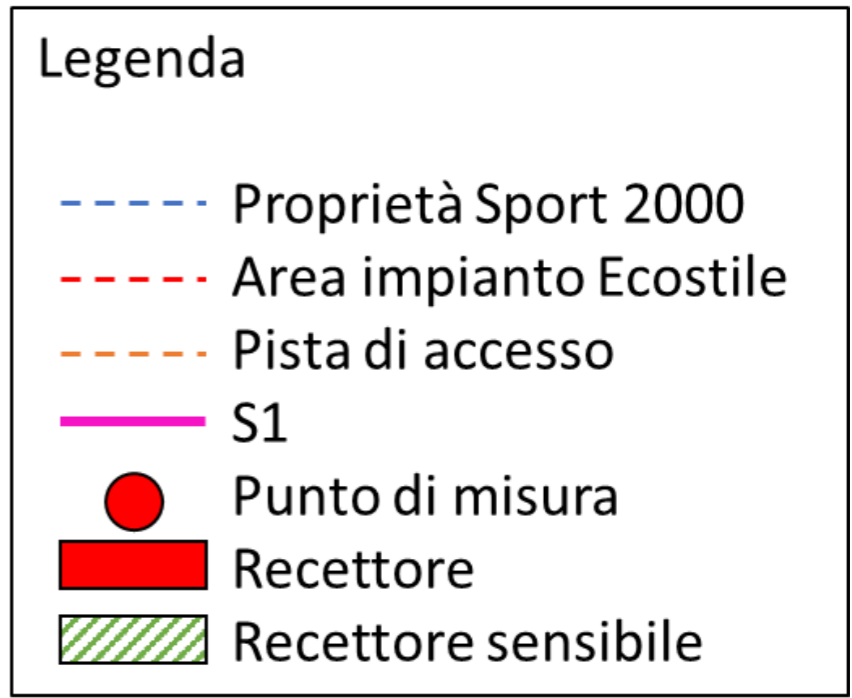 Legenda
Proprietà Sport 2000
Area impianto Ecostile
Pista di accesso
S1
Punto di misura
Recettore
Recettore sensibile